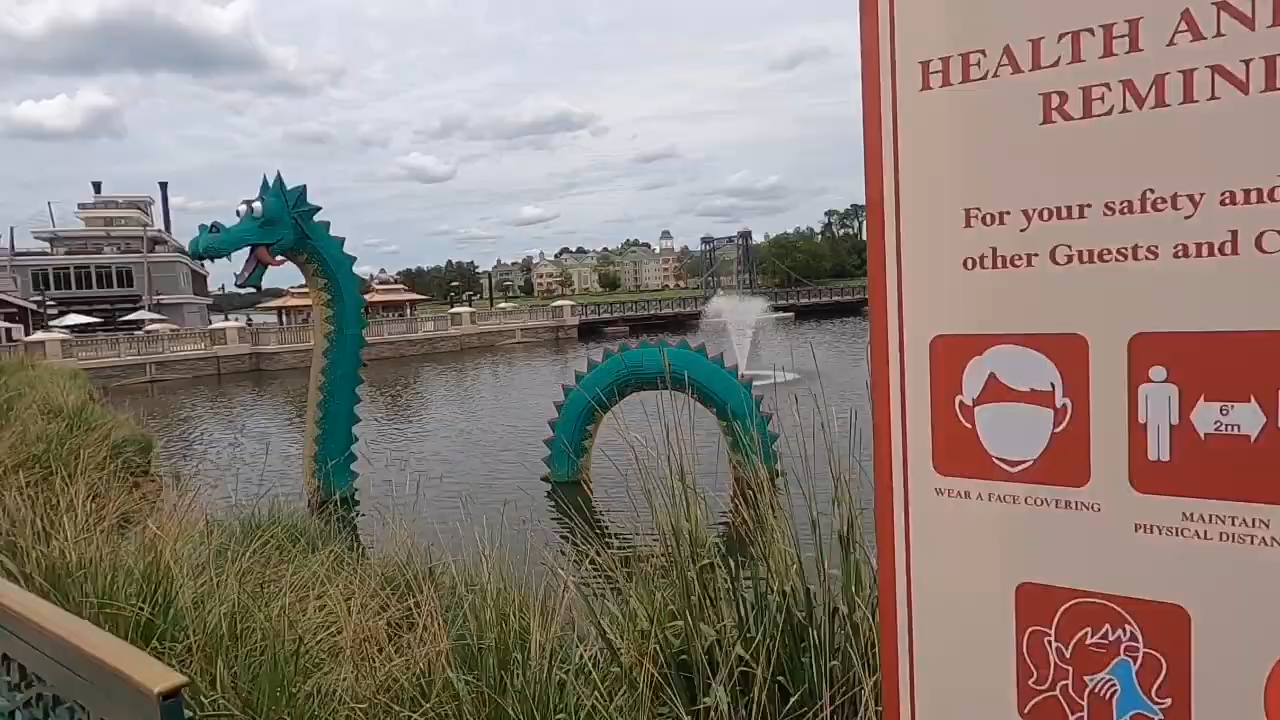 HEALTH AN
REMIN
For your safety and
other Guests and C
6'
2m
WEAR A FACE COVERING
MAINTAIN
PHYSICAL DISTAN